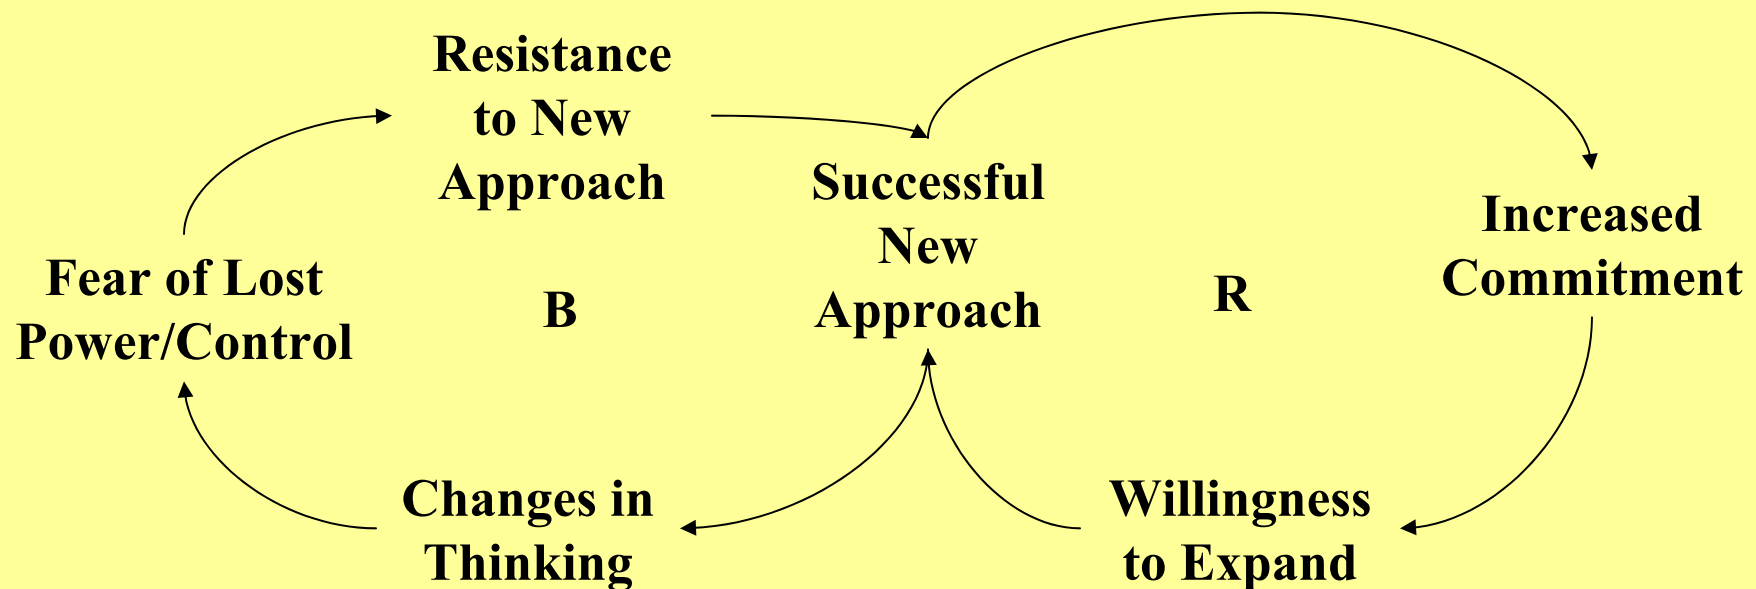 Resistance
to New
Approach
Successful
New
Approach
Increased
Commitment
Fear of Lost
Power/Control
B
R
Changes in
Thinking
Willingness
to Expand